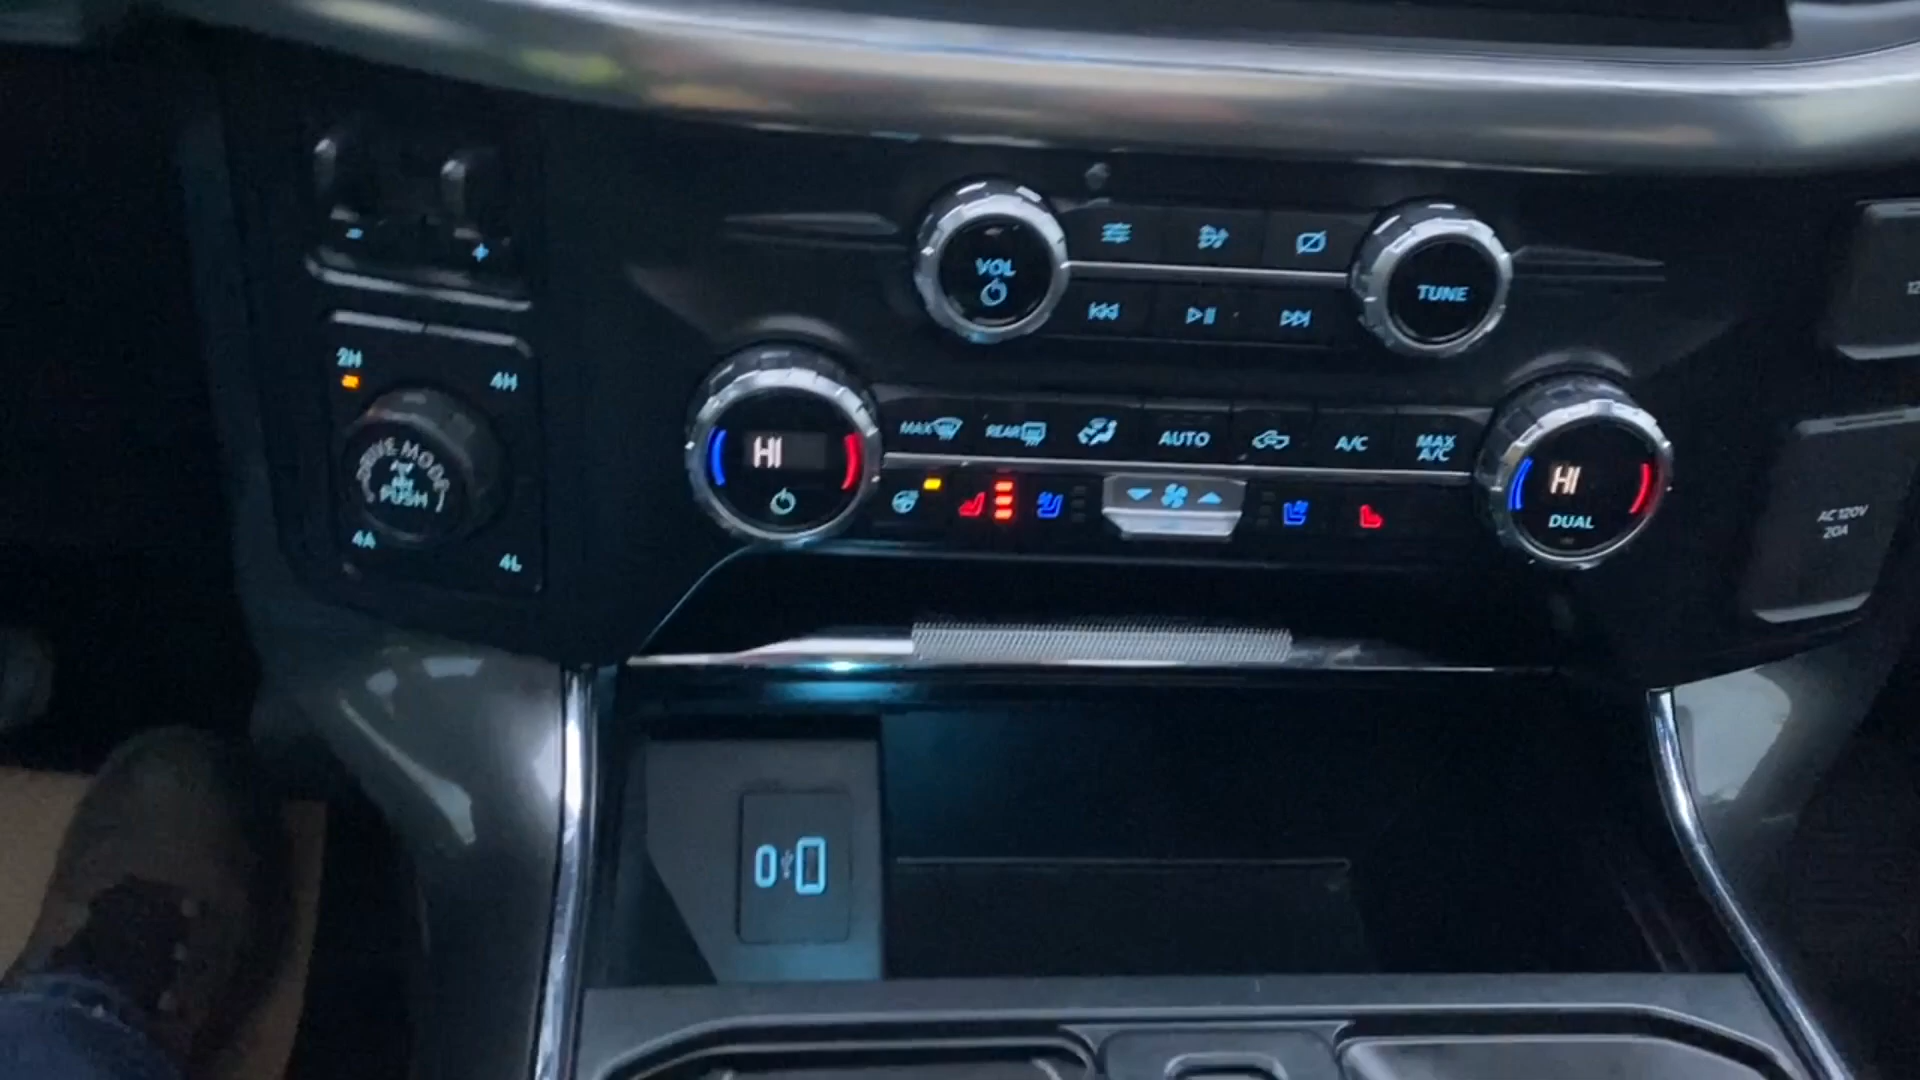 - +
2H
4H
DRIVE MODE
PUSH
4A
4L
VOL
TUNE
HI
MAX
REAR
AUTO
A/C
MAX
A/C
HI
DUAL
12
AC 120V
20A